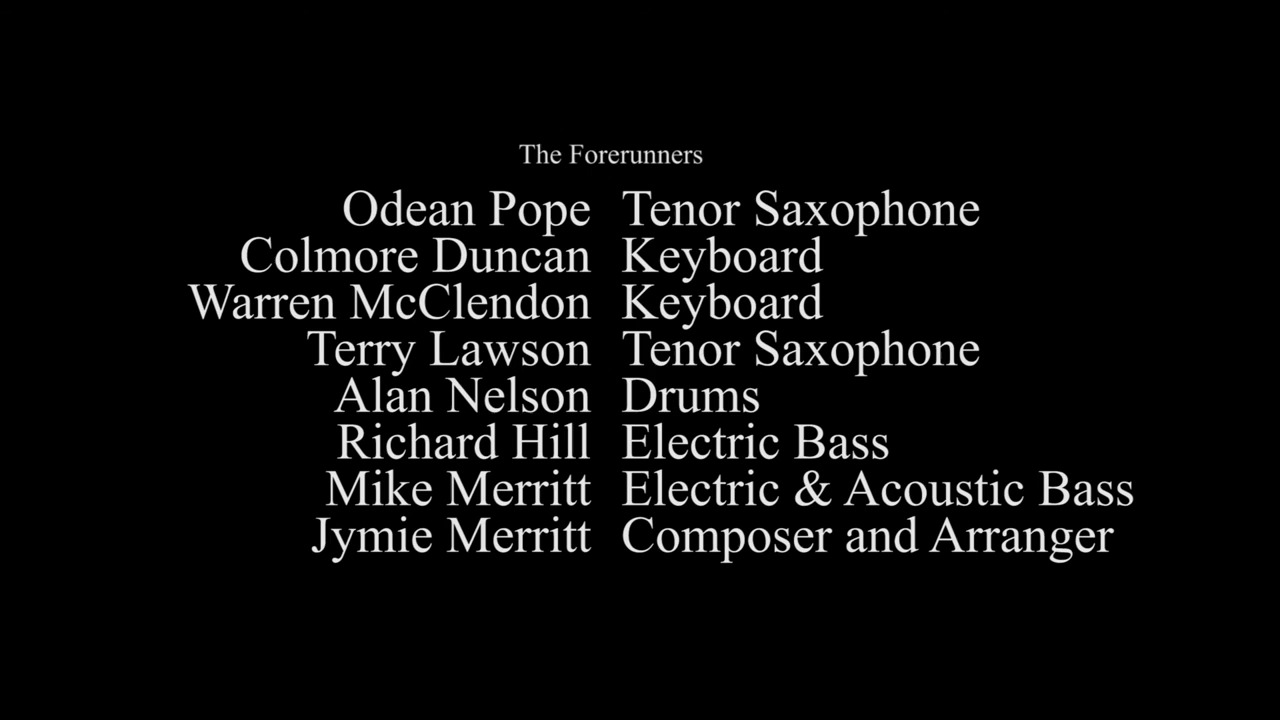 The Forerunners
Odean Pope Tenor Saxophone
Colmore Duncan Keyboard
Warren McClendon Keyboard
Terry Lawson Tenor Saxophone
Alan Nelson Drums
Richard Hill Electric Bass
Mike Merritt Electric & Acoustic Bass
Jymie Merritt Composer and Arranger